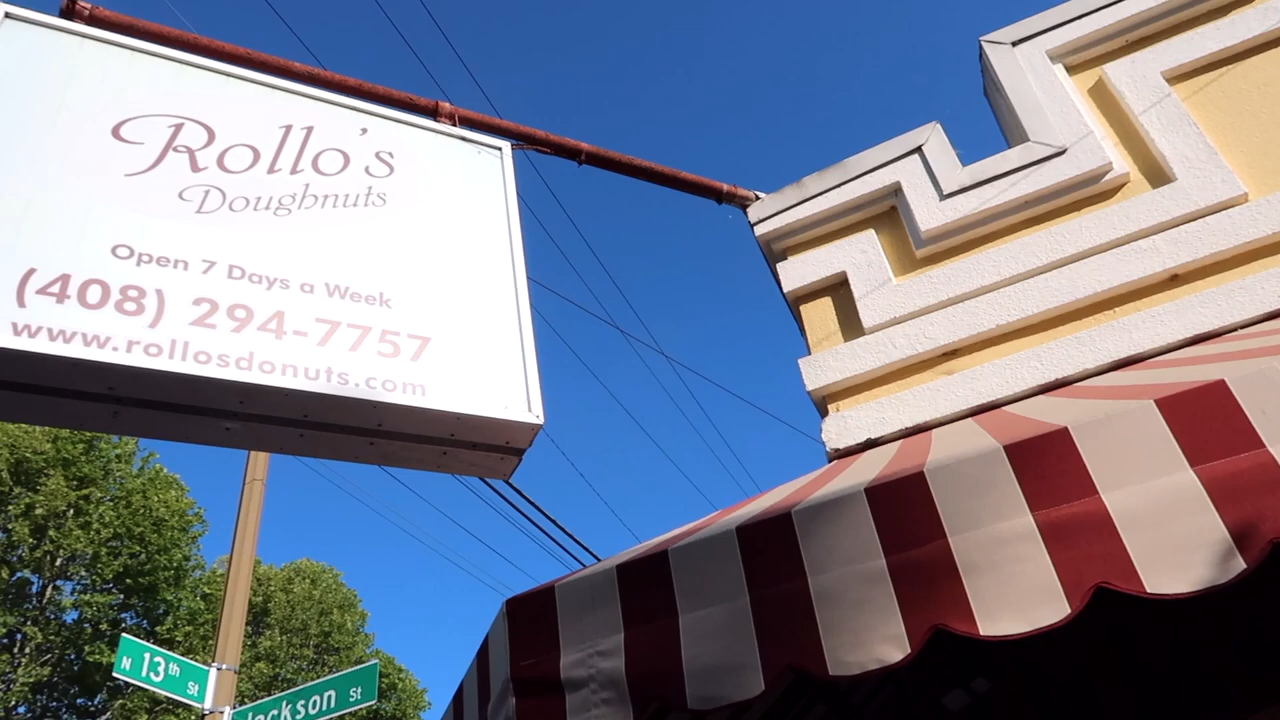 Rollo's
Doughnuts
Open 7 Days a Week
(408) 294-7757
www.rollosdonuts.com
N 13th St
Jackson St